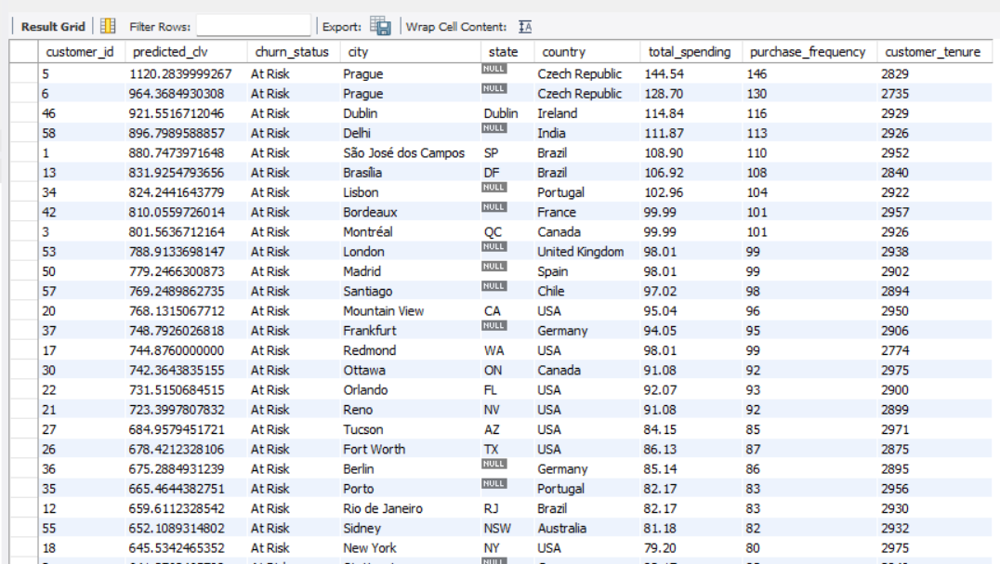 Result Grid Filter Rows: Export: Wrap Cell Content: IA
customer_id predicted_clv churn_status city state country total_spending purchase_frequency customer_tenure
5 1120.2839999267 At Risk Prague NULL Czech Republic 144.54 146 2829
6 964.3684930308 At Risk Prague NULL Czech Republic 128.70 130 2735
46 921.5516712046 At Risk Dublin Dublin Ireland 114.84 116 2929
58 896.7989588857 At Risk Delhi NULL India 111.87 113 2926
1 880.7473971648 At Risk São José dos Campos SP Brazil 108.90 110 2952
13 831.9254793656 At Risk Brasília DF Brazil 106.92 108 2840
34 824.2441643779 At Risk Lisbon NULL Portugal 102.96 104 2922
42 810.0559726014 At Risk Bordeaux NULL France 99.99 101 2957
3 801.5636712164 At Risk Montréal QC Canada 99.99 101 2926
53 788.9133698147 At Risk London NULL United Kingdom 98.01 99 2938
50 779.2466300873 At Risk Madrid NULL Spain 98.01 99 2902
57 769.2489862735 At Risk Santiago NULL Chile 97.02 98 2894
20 768.1315067712 At Risk Mountain View CA USA 95.04 96 2950
37 748.7926026818 At Risk Frankfurt NULL Germany 94.05 95 2906
17 744.8760000000 At Risk Redmond WA USA 98.01 99 2774
30 742.3643835155 At Risk Ottawa ON Canada 91.08 92 2975
22 731.5150684515 At Risk Orlando FL USA 92.07 93 2900
21 723.3997807832 At Risk Reno NV USA 91.08 92 2899
27 684.9579451721 At Risk Tucson AZ USA 84.15 85 2971
26 678.4212328106 At Risk Fort Worth TX USA 86.13 87 2875
36 675.2884931239 At Risk Berlin NULL Germany 85.14 86 2895
35 665.4644382751 At Risk Porto NULL Portugal 82.17 83 2956
12 659.6112328542 At Risk Rio de Janeiro RJ Brazil 82.17 83 2930
55 652.1089314802 At Risk Sidney NSW Australia 81.18 82 2932
18 645.5342465352 At Risk New York NY USA 79.20 80 2975
NULL